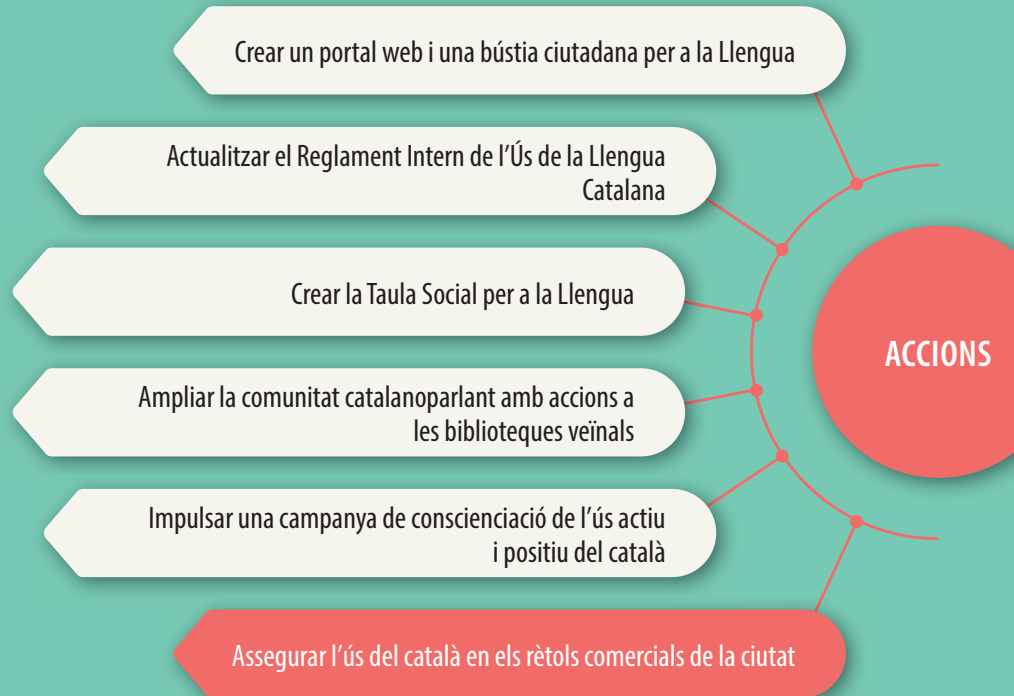 Crear un portal web i una bústia ciutadana per a la Llengua
Actualitzar el Reglament Intern de l’Ús de la Llengua
Catalana
Crear la Taula Social per a la Llengua
ACCIONS
Ampliar la comunitat catalanoparlant amb accions a
les biblioteques veïnals
Impulsar una campanya de conscienciació de l’ús actiu
i positiu del català
Assegurar l’ús del català en els rètols comercials de la ciutat